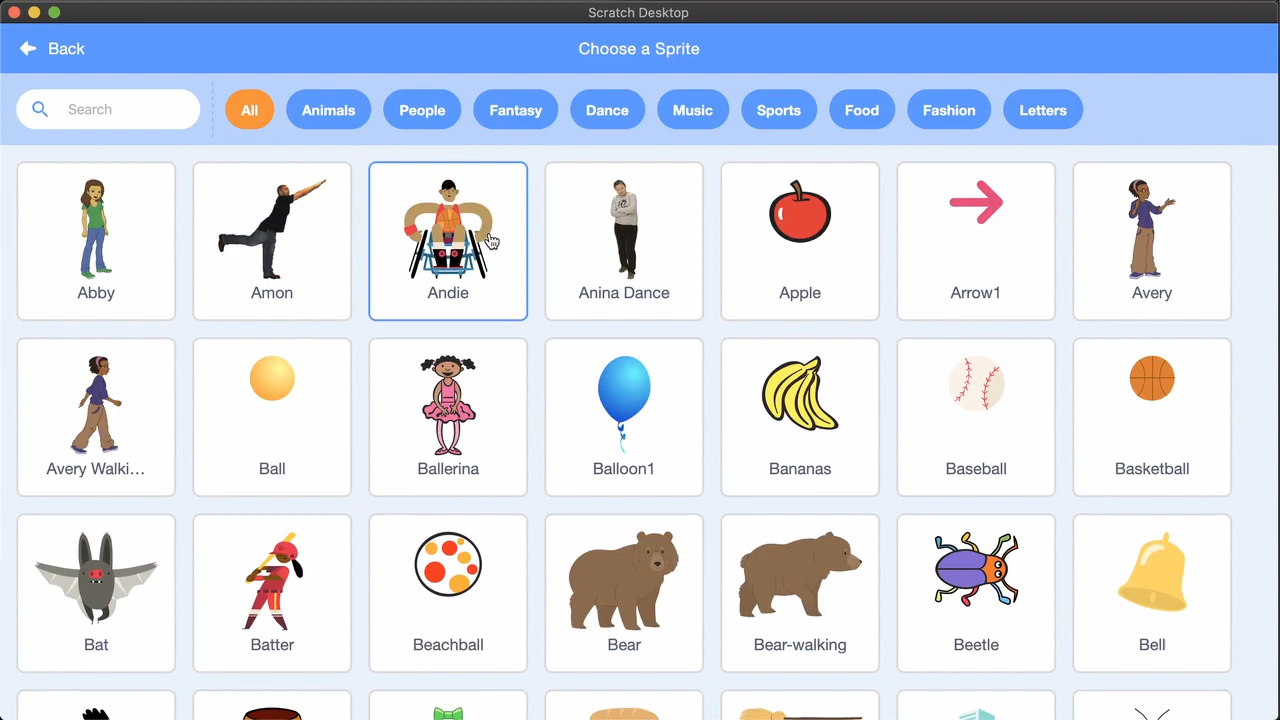 Scratch Desktop
Back
Choose a Sprite
Search
All
Animals
People
Fantasy
Dance
Music
Sports
Food
Fashion
Letters
Abby
Amon
Andie
Anina Dance
Apple
Arrow1
Avery
Avery Walki...
Ball
Ballerina
Balloon1
Bananas
Baseball
Basketball
Bat
Batter
Beachball
Bear
Bear-walking
Beetle
Bell